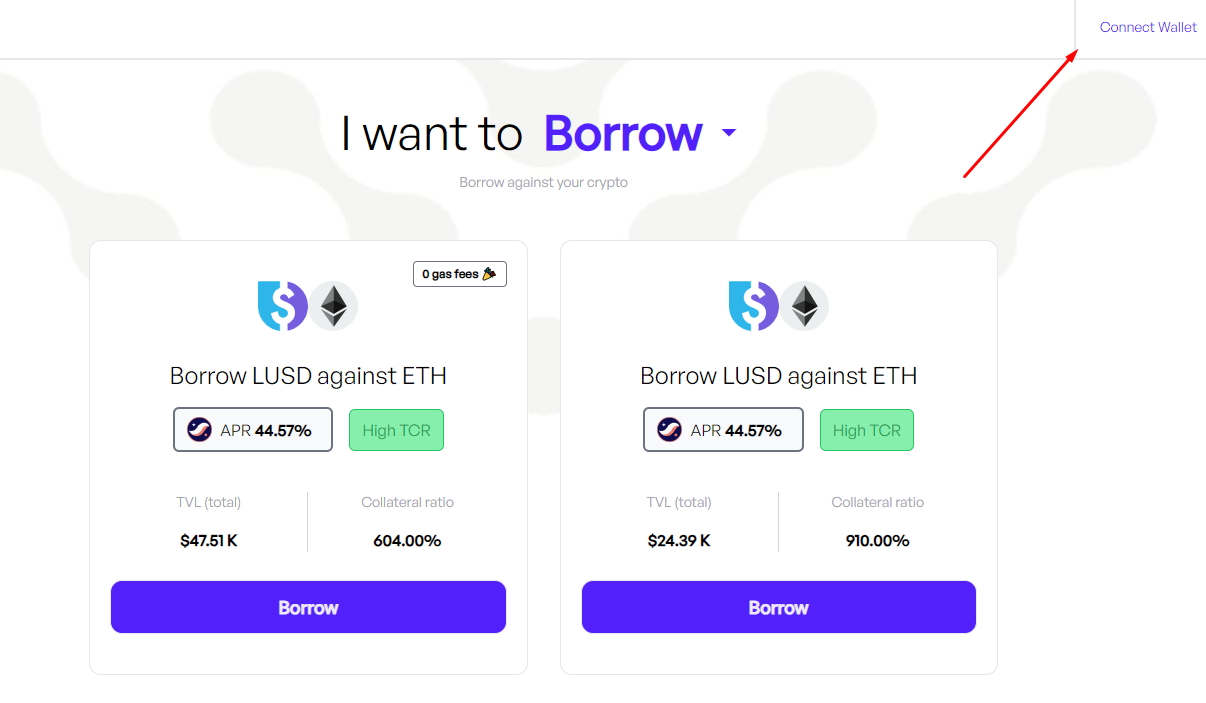 Connect Wallet
I want to Borrow
Borrow against your crypto
0 gas fees
Borrow LUSD against ETH
APR 44.57%
High TCR
TVL (total)
Collateral ratio
$47.51 K
604.00%
Borrow
Borrow LUSD against ETH
APR 44.57%
High TCR
TVL (total)
Collateral ratio
$24.39 K
910.00%
Borrow